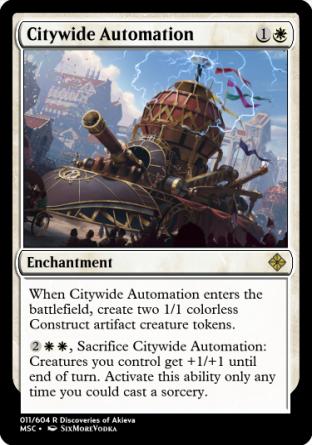 Citywide Automation 1
Enchantment
When Citywide Automation enters the
battlefield, create two 1/1 colorless
Construct artifact creature tokens.
2, Sacrifice Citywide Automation:
Creatures you control get +1/+1 until
end of turn. Activate this ability only any
time you could cast a sorcery.
011/604 R Discoveries of Akieva
MSC • SixMoreVodka